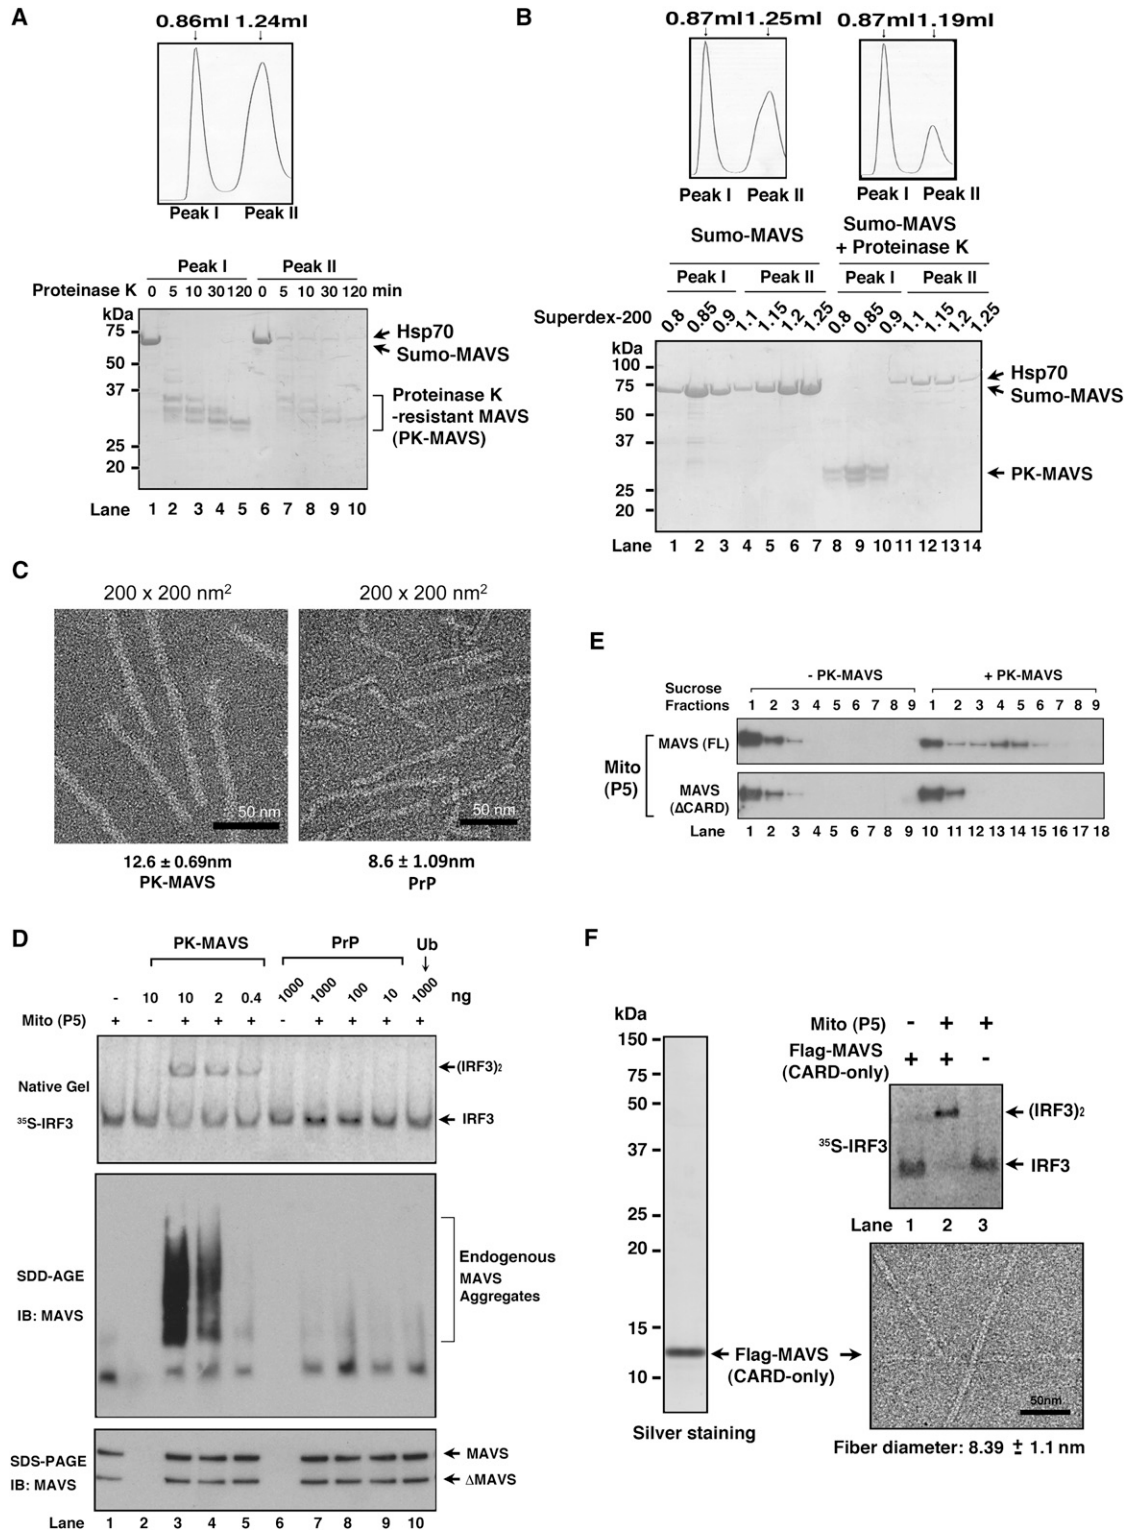 A
0.86ml 1.24ml
Peak I Peak II
Peak I Peak II
Proteinase K 0 5 10 30 120 0 5 10 30 120 min
kDa
75
50
37
25
20
Hsp70
Sumo-MAVS
Proteinase K
-resistant MAVS
(PK-MAVS)
Lane 1 2 3 4 5 6 7 8 9 10
B
0.87ml 1.25ml 0.87ml 1.19ml
Peak I Peak II Peak I Peak II
Sumo-MAVS
Sumo-MAVS
+ Proteinase K
Peak I Peak II Peak I Peak II
Superdex-200 0.8 0.85 0.9 1.1 1.15 1.2 1.25 0.8 0.85 0.9 1.1 1.15 1.2 1.25
kDa
100
75
50
37
25
20
Hsp70
Sumo-MAVS
PK-MAVS
Lane 1 2 3 4 5 6 7 8 9 10 11 12 13 14
C
200 x 200 nm²
200 x 200 nm²
50 nm
50 nm
12.6 ± 0.69nm
PK-MAVS
8.6 ± 1.09nm
PrP
E
- PK-MAVS + PK-MAVS
Sucrose
Fractions
1 2 3 4 5 6 7 8 9 1 2 3 4 5 6 7 8 9
Mito
(P5)
MAVS (FL)
MAVS
(ΔCARD)
Lane 1 2 3 4 5 6 7 8 9 10 11 12 13 14 15 16 17 18
D
PK-MAVS PrP Ub
- 10 10 2 0.4 1000 1000 100 10 1000 ng
Mito (P5) + - + + + - + + + +
Native Gel
³⁵S-IRF3
(IRF3)₂
IRF3
SDD-AGE
IB: MAVS
Endogenous
MAVS
Aggregates
SDS-PAGE
IB: MAVS
MAVS
ΔMAVS
Lane 1 2 3 4 5 6 7 8 9 10
F
kDa
150
75
50
37
25
20
15
10
Silver staining
Flag-MAVS
(CARD-only)
Mito (P5) - + +
Flag-MAVS
(CARD-only)
+ + -
³⁵S-IRF3
(IRF3)₂
IRF3
Lane 1 2 3
50nm
Fiber diameter: 8.39 ± 1.1 nm